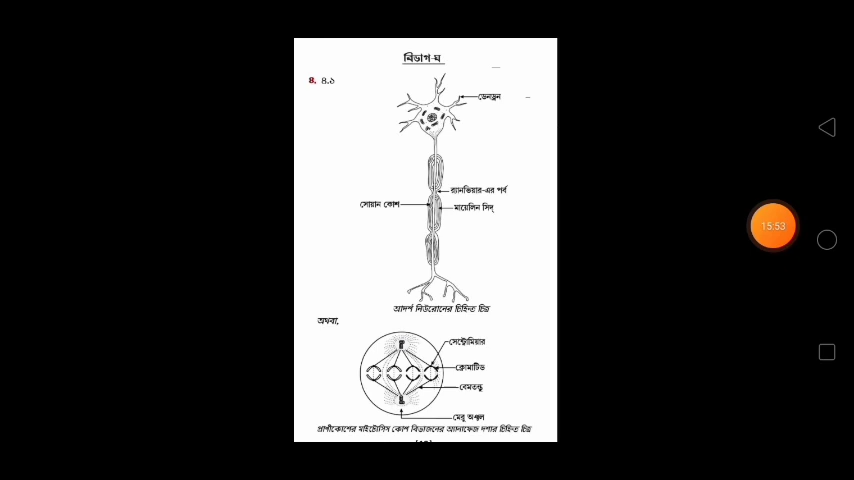 বিভাগ-ঘ
৪. ৪.১
ডেনড্রন
র‍্যানভিয়ার-এর পর্ব
সোয়ান কোশ
মায়েলিন সিদ্
আদর্শ নিউরোনের চিহ্নিত চিত্র
অথবা,
সেন্ট্রোমিয়ার
ক্রোমাটিড
বেমতন্তু
মেরু অঞ্চল
প্রাণীকোশের মাইটোসিস কোশ বিভাজনের অ্যানাফেজ দশার চিহ্নিত চিত্র
15:53